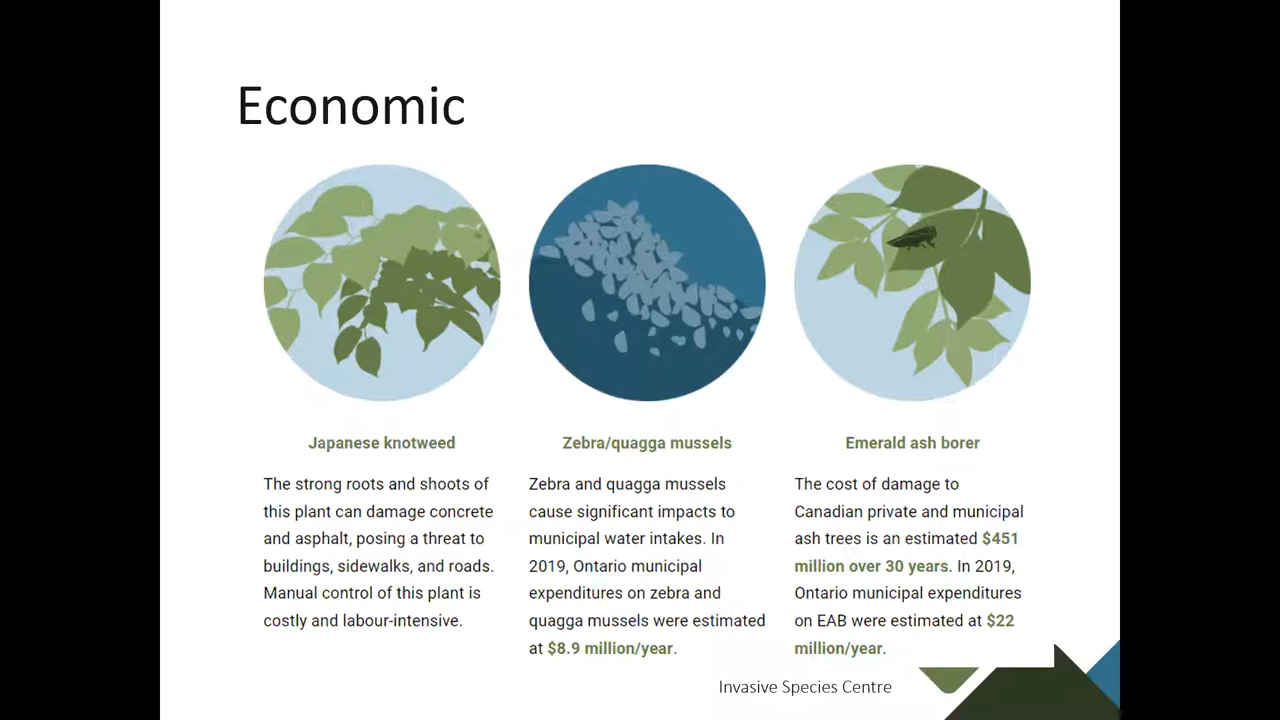 Economic
Japanese knotweed
The strong roots and shoots of
this plant can damage concrete
and asphalt, posing a threat to
buildings, sidewalks, and roads.
Manual control of this plant is
costly and labour-intensive.
Zebra/quagga mussels
Zebra and quagga mussels
cause significant impacts to
municipal water intakes. In
2019, Ontario municipal
expenditures on zebra and
quagga mussels were estimated
at $8.9 million/year.
Emerald ash borer
The cost of damage to
Canadian private and municipal
ash trees is an estimated $451
million over 30 years. In 2019,
Ontario municipal expenditures
on EAB were estimated at $22
million/year.
Invasive Species Centre